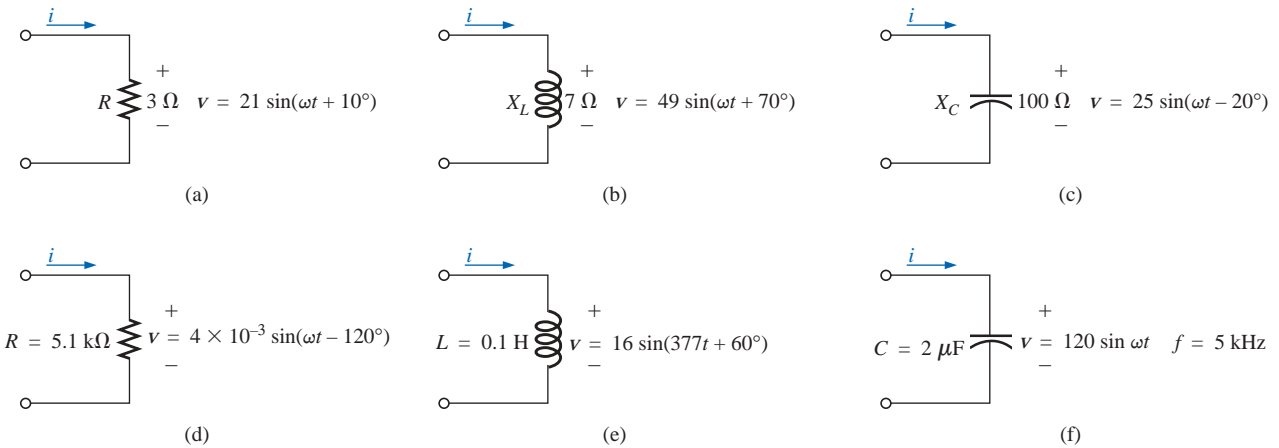 i
+
R 3 Ω v = 21 sin(ωt + 10°)
–
(a)
i
+
X_L 7 Ω v = 49 sin(ωt + 70°)
–
(b)
i
+
X_C 100 Ω v = 25 sin(ωt – 20°)
–
(c)
i
+
R = 5.1 kΩ v = 4 × 10⁻³ sin(ωt – 120°)
–
(d)
i
+
L = 0.1 H v = 16 sin(377t + 60°)
–
(e)
i
+
C = 2 μF v = 120 sin ωt f = 5 kHz
–
(f)